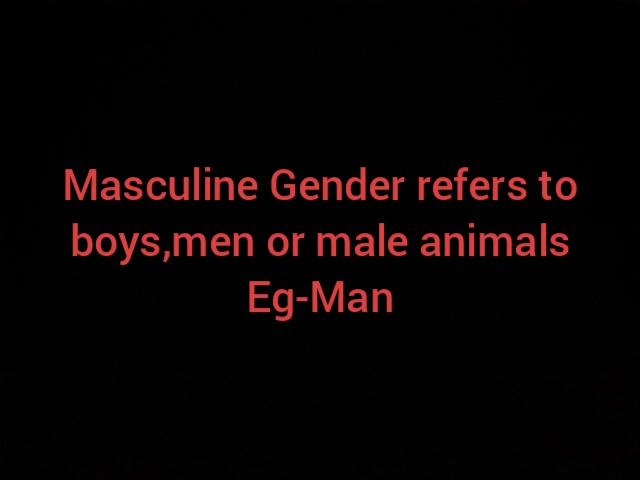 Masculine Gender refers to
boys,men or male animals
Eg-Man